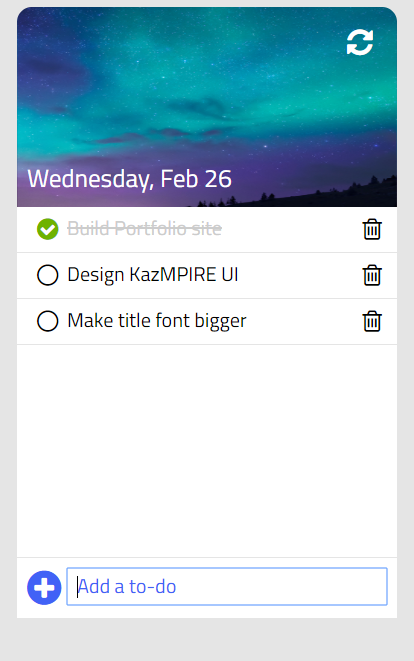 Wednesday, Feb 26
Build Portfolio site
Design KazMPIRE UI
Make title font bigger
Add a to-do